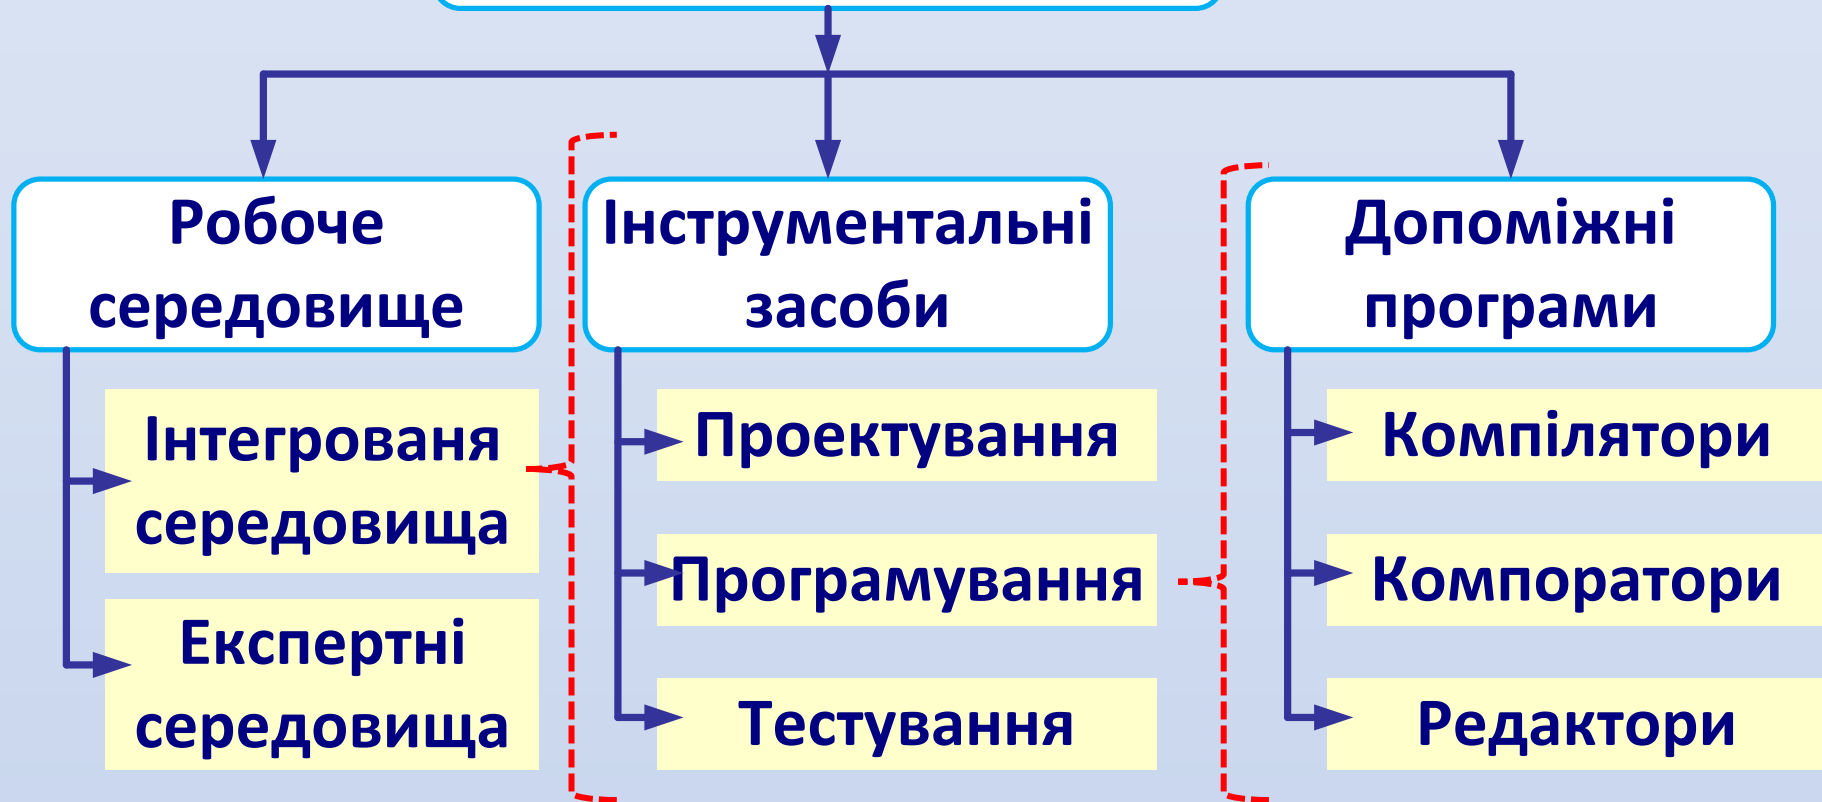 Робоче
середовище
Інтегрованя
середовища
Експертні
середовища
Інструментальні
засоби
Проектування
Програмування
Тестування
Допоміжні
програми
Компілятори
Компоратори
Редактори